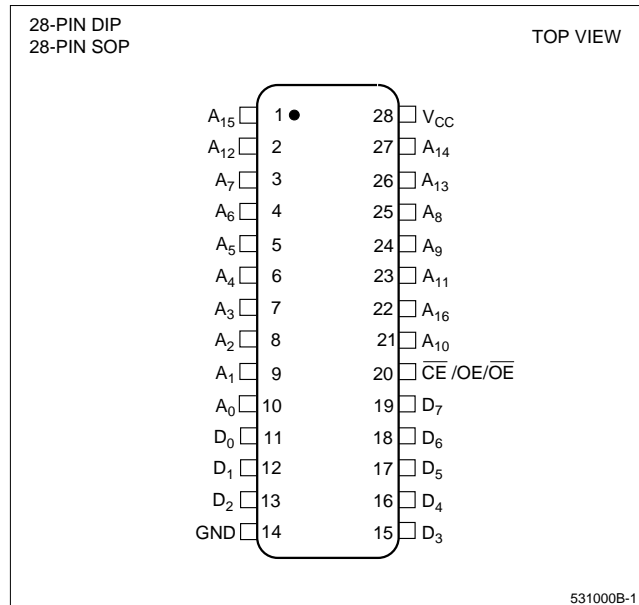 28-PIN DIP
28-PIN SOP
TOP VIEW
A15 1 28 VCC
A12 2 27 A14
A7 3 26 A13
A6 4 25 A8
A5 5 24 A9
A4 6 23 A11
A3 7 22 A16
A2 8 21 A10
A1 9 20 C̅E̅ /OE/O̅E̅
A0 10 19 D7
D0 11 18 D6
D1 12 17 D5
D2 13 16 D4
GND 14 15 D3
531000B-1